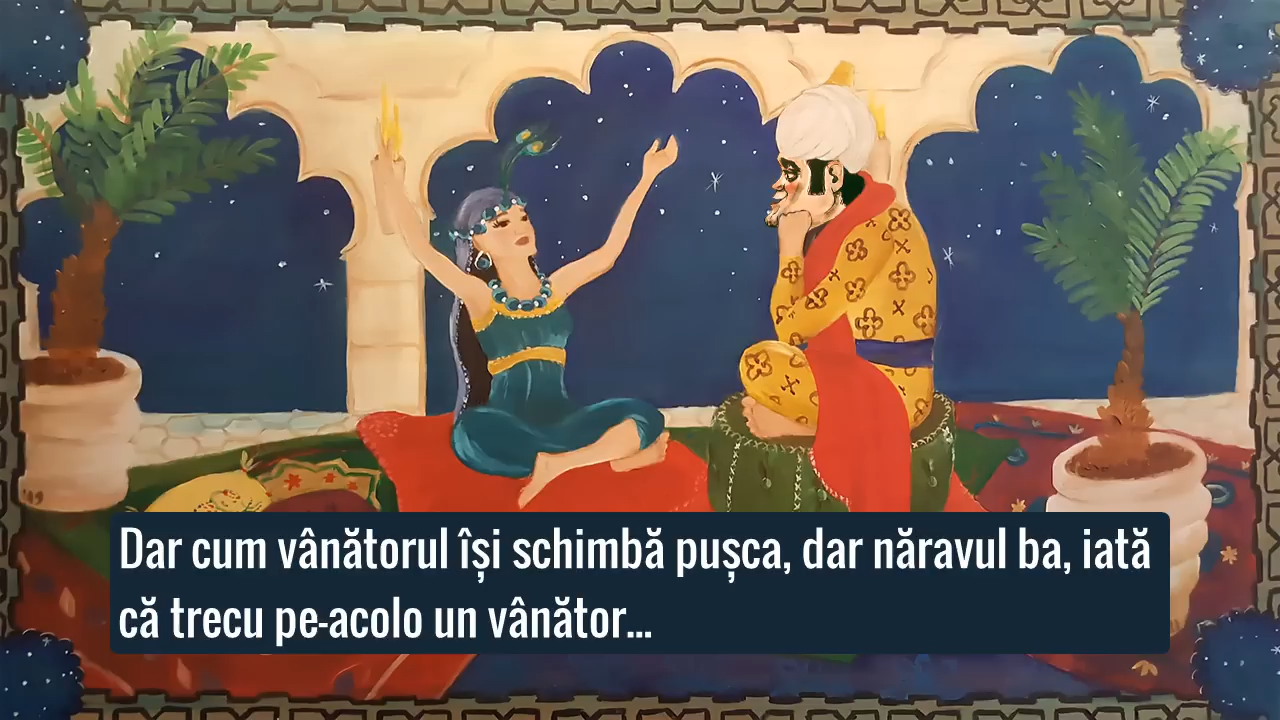 Dar cum vânătorul își schimbă pușca, dar năravul ba, iată
că trecu pe-acolo un vânător...